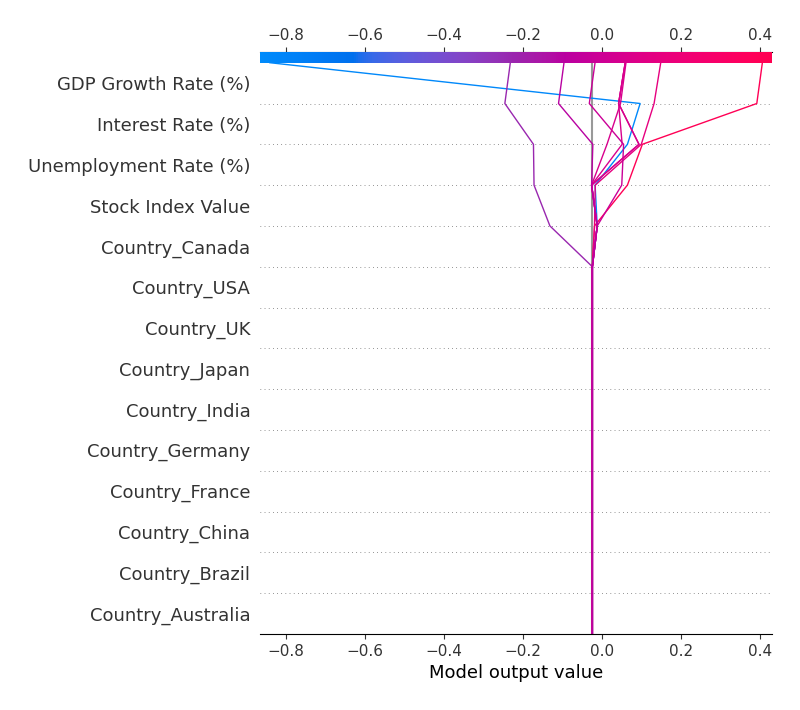 −0.8 −0.6 −0.4 −0.2 0.0 0.2 0.4
GDP Growth Rate (%)
Interest Rate (%)
Unemployment Rate (%)
Stock Index Value
Country_Canada
Country_USA
Country_UK
Country_Japan
Country_India
Country_Germany
Country_France
Country_China
Country_Brazil
Country_Australia
−0.8 −0.6 −0.4 −0.2 0.0 0.2 0.4
Model output value